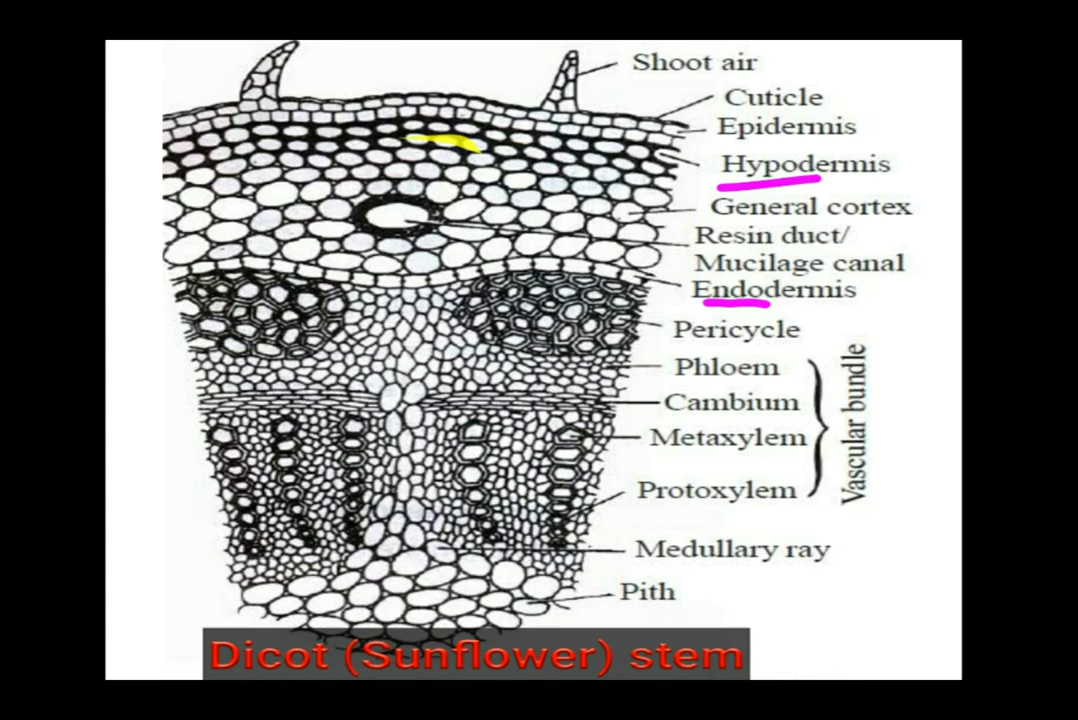 Shoot air
Cuticle
Epidermis
Hypodermis
General cortex
Resin duct/
Mucilage canal
Endodermis
Pericycle
Phloem
Cambium
Metaxylem
Protoxylem
Vascular bundle
Medullary ray
Pith
Dicot (Sunflower) stem